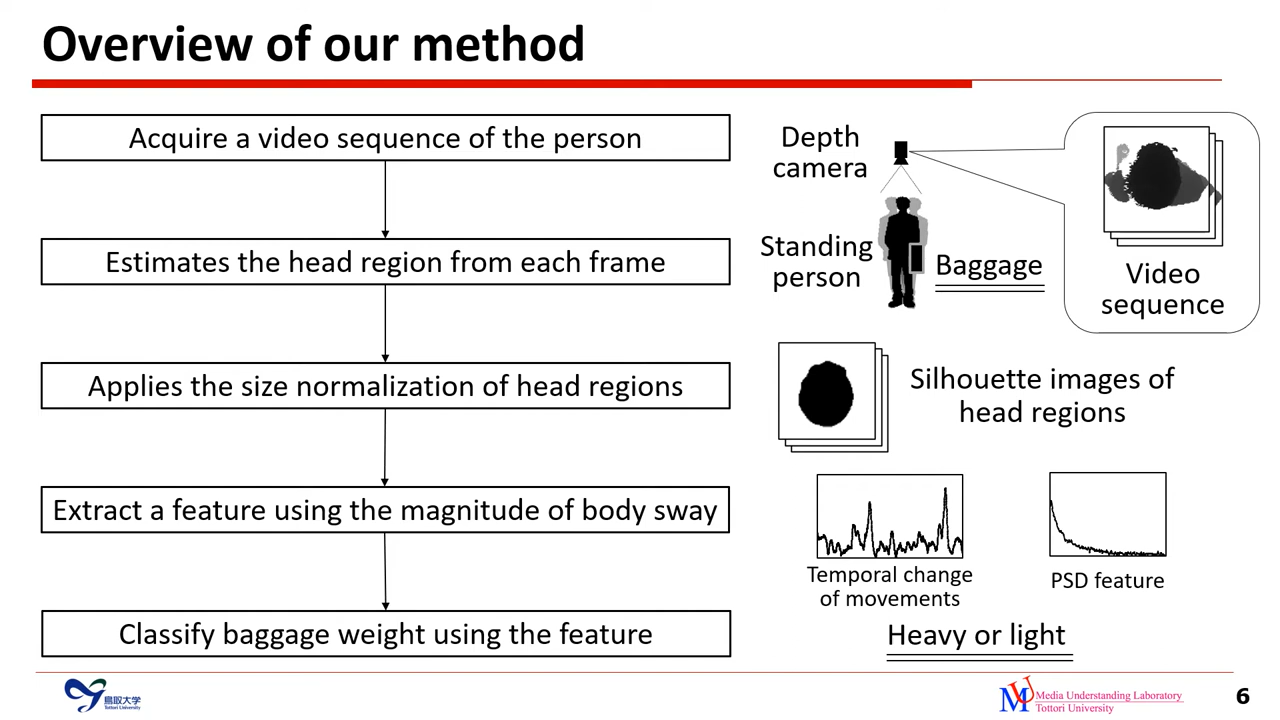 Overview of our method
Acquire a video sequence of the person
Estimates the head region from each frame
Applies the size normalization of head regions
Extract a feature using the magnitude of body sway
Classify baggage weight using the feature
Depth
camera
Standing
person
Baggage
Video
sequence
Silhouette images of
head regions
Temporal change
of movements
PSD feature
Heavy or light
鳥取大学
Tottori University
MU
Media Understanding Laboratory
Tottori University
6